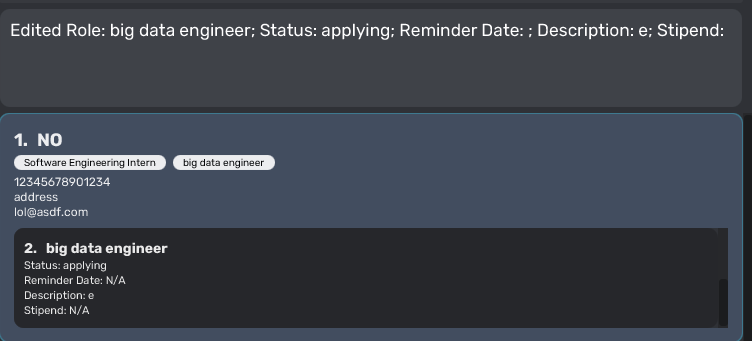 Edited Role: big data engineer; Status: applying; Reminder Date: ; Description: e; Stipend:
1. NO
Software Engineering Intern big data engineer
12345678901234
address
lol@asdf.com
2. big data engineer
Status: applying
Reminder Date: N/A
Description: e
Stipend: N/A